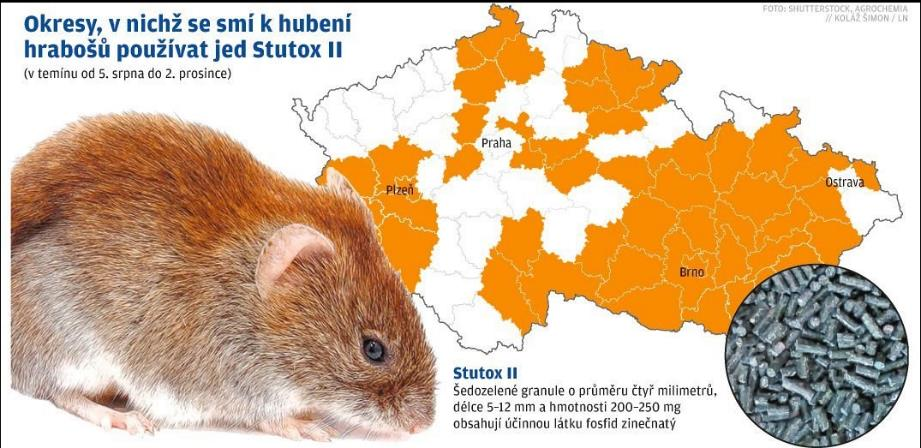 Okresy, v nichž se smí k hubení
hrabošů používat jed Stutox II
(v temínu od 5. srpna do 2. prosince)
FOTO: SHUTTERSTOCK, AGROCHEMIA
// KOLÁŽ ŠIMON / LN
Praha
Plzeň
Ostrava
Brno
Stutox II
Šedozelené granule o průměru čtyř milimetrů,
délce 5–12 mm a hmotnosti 200–250 mg
obsahují účinnou látku fosfid zinečnatý